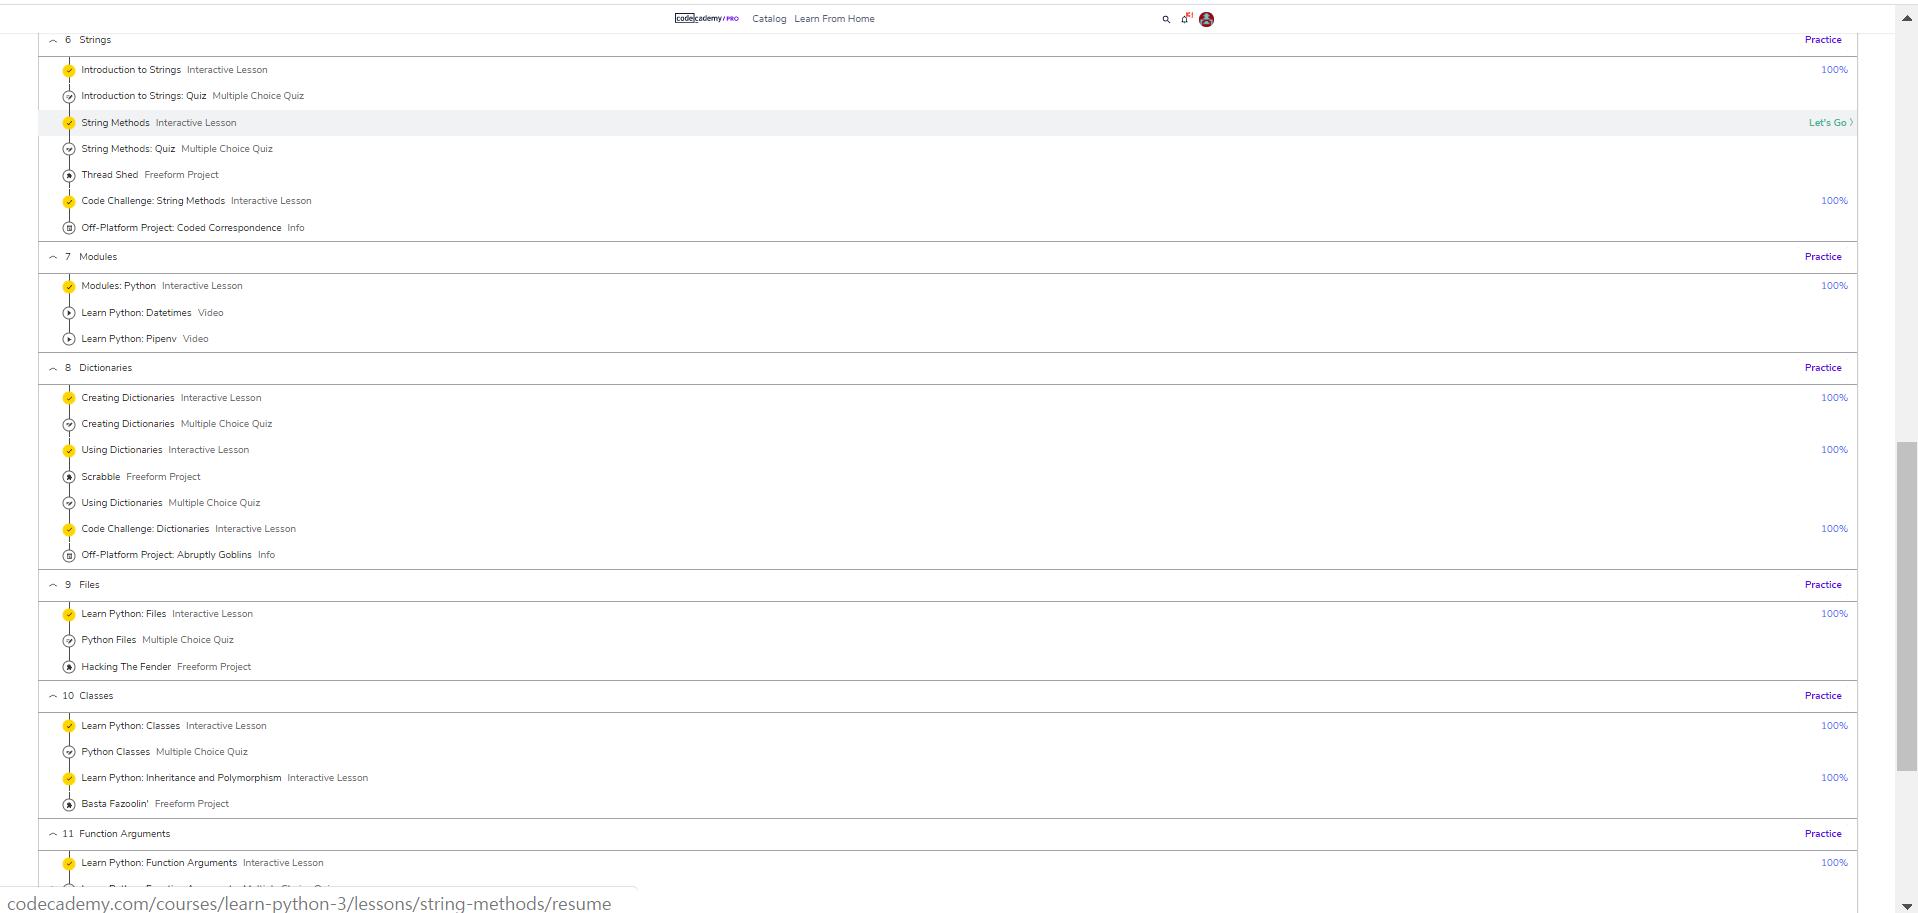 codecademy/PRO Catalog Learn From Home
6 Strings Practice
Introduction to Strings Interactive Lesson 100%
Introduction to Strings: Quiz Multiple Choice Quiz
String Methods Interactive Lesson Let's Go
String Methods: Quiz Multiple Choice Quiz
Thread Shed Freeform Project
Code Challenge: String Methods Interactive Lesson 100%
Off-Platform Project: Coded Correspondence Info
7 Modules Practice
Modules: Python Interactive Lesson 100%
Learn Python: Datetimes Video
Learn Python: Pipenv Video
8 Dictionaries Practice
Creating Dictionaries Interactive Lesson 100%
Creating Dictionaries Multiple Choice Quiz
Using Dictionaries Interactive Lesson 100%
Scrabble Freeform Project
Using Dictionaries Multiple Choice Quiz
Code Challenge: Dictionaries Interactive Lesson 100%
Off-Platform Project: Abruptly Goblins Info
9 Files Practice
Learn Python: Files Interactive Lesson 100%
Python Files Multiple Choice Quiz
Hacking The Fender Freeform Project
10 Classes Practice
Learn Python: Classes Interactive Lesson 100%
Python Classes Multiple Choice Quiz
Learn Python: Inheritance and Polymorphism Interactive Lesson 100%
Basta Fazoolin' Freeform Project
11 Function Arguments Practice
Learn Python: Function Arguments Interactive Lesson 100%
codecademy.com/courses/learn-python-3/lessons/string-methods/resume